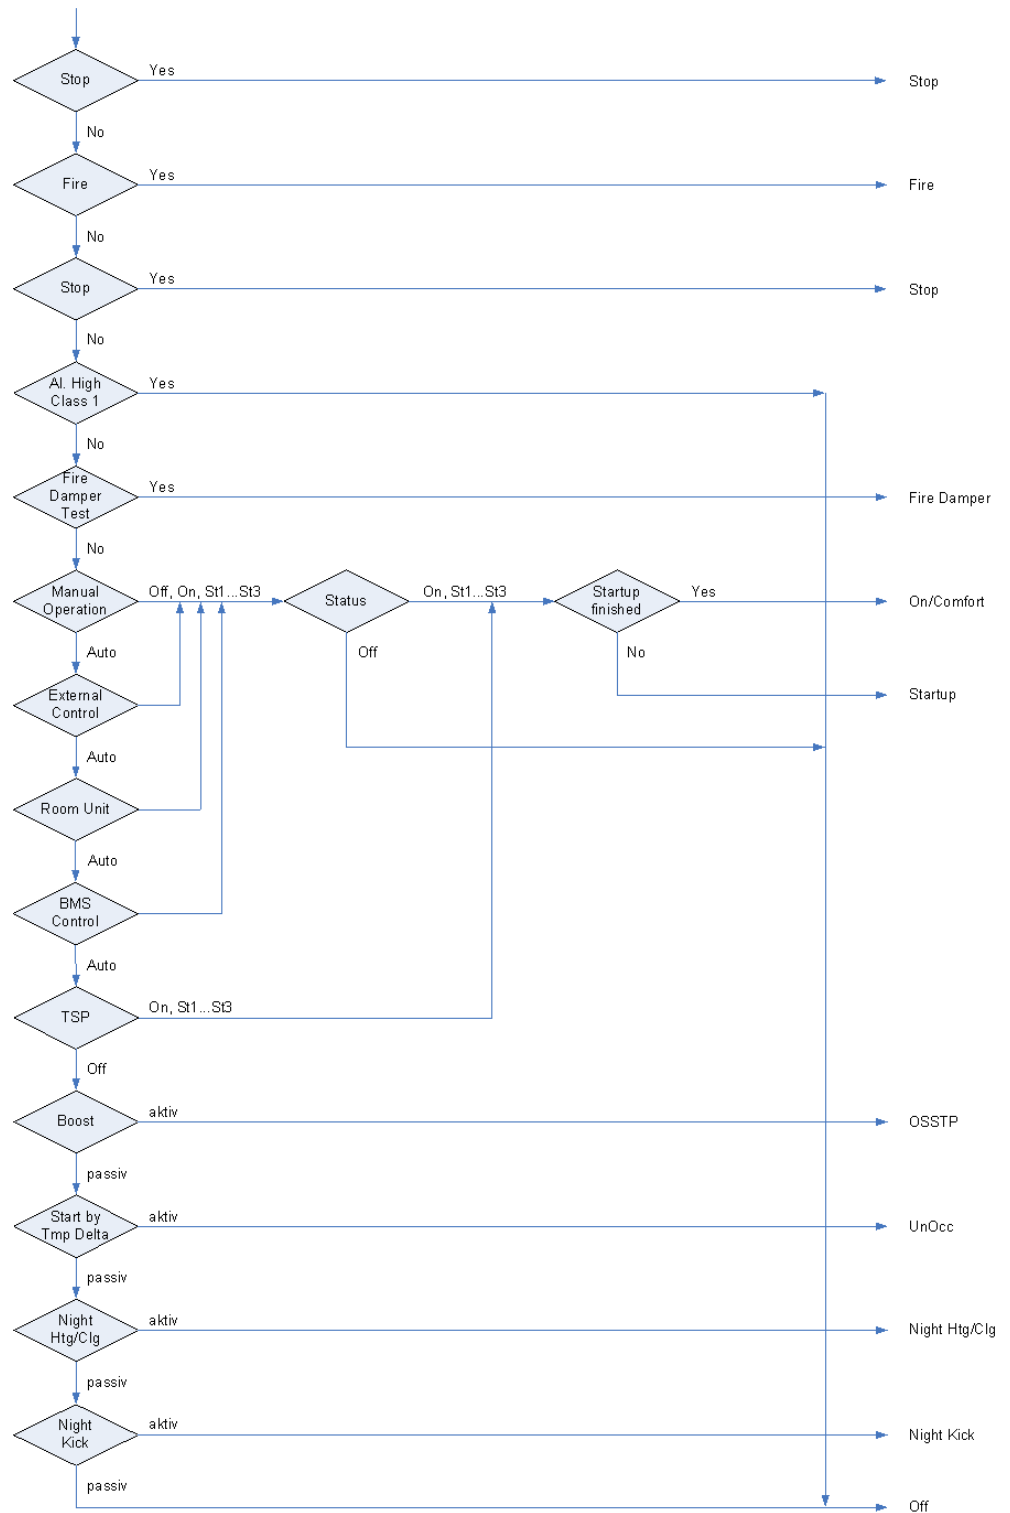 Yes
Stop
Stop
No
Yes
Fire
Fire
No
Yes
Stop
Stop
No
Yes
Al. High
Class 1
No
Yes
Fire
Damper
Test
Fire Damper
No
Manual
Operation
Off, On, St1...St3
Status
On, St1...St3
Startup
finished
Yes
On/Comfort
Auto
Off
No
External
Control
Startup
Auto
Room Unit
Auto
BMS
Control
Auto
On, St1...St3
TSP
Off
aktiv
Boost
OSSTP
passiv
aktiv
Start by
Tmp Delta
UnOcc
passiv
aktiv
Night
Htg/Clg
Night Htg/Clg
passiv
aktiv
Night
Kick
Night Kick
passiv
Off